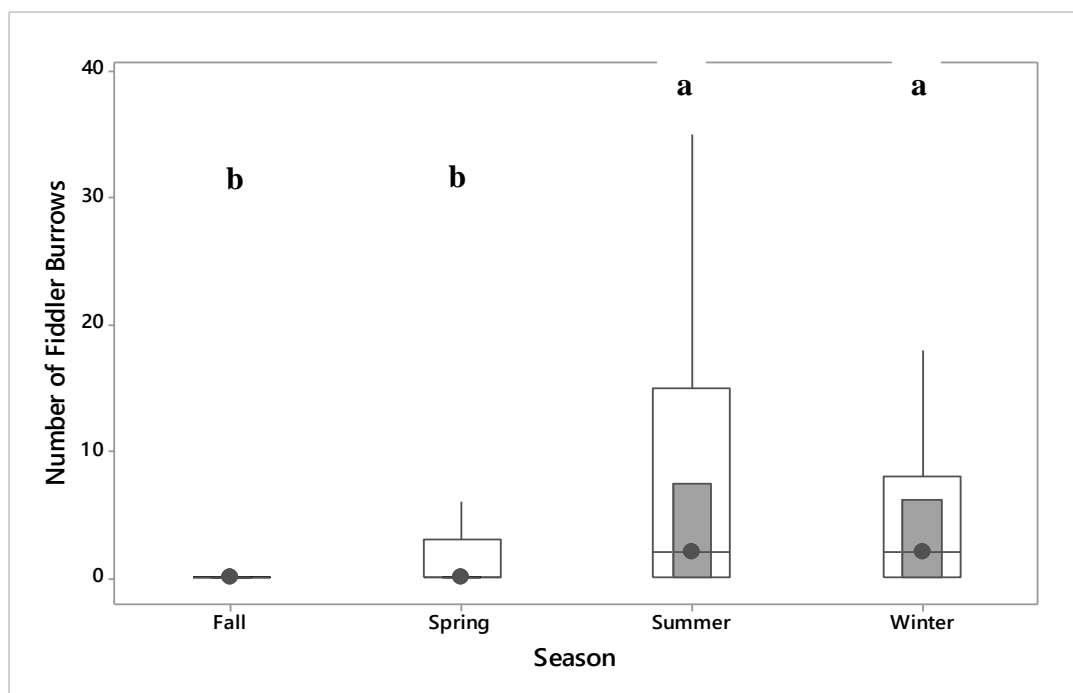 40
a a
b b
30
20
10
0
Fall Spring Summer Winter
Season
Number of Fiddler Burrows